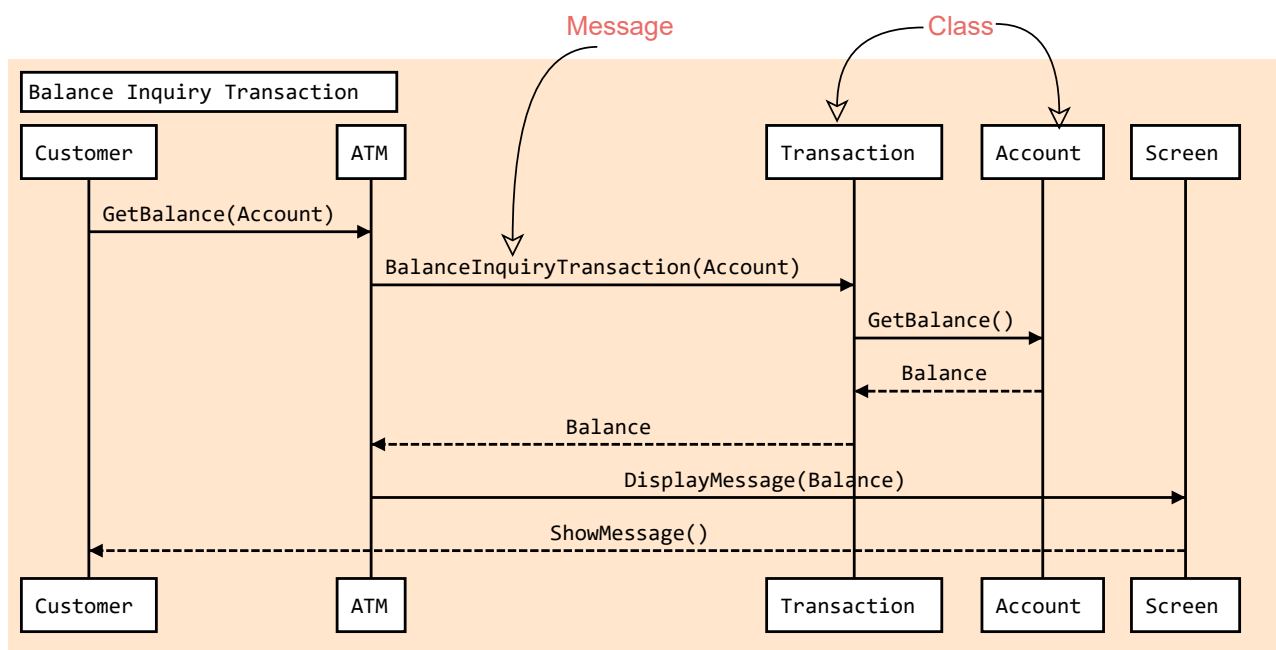 Message
Class
Balance Inquiry Transaction
Customer
ATM
Transaction
Account
Screen
GetBalance(Account)
BalanceInquiryTransaction(Account)
GetBalance()
Balance
Balance
DisplayMessage(Balance)
ShowMessage()
Customer
ATM
Transaction
Account
Screen